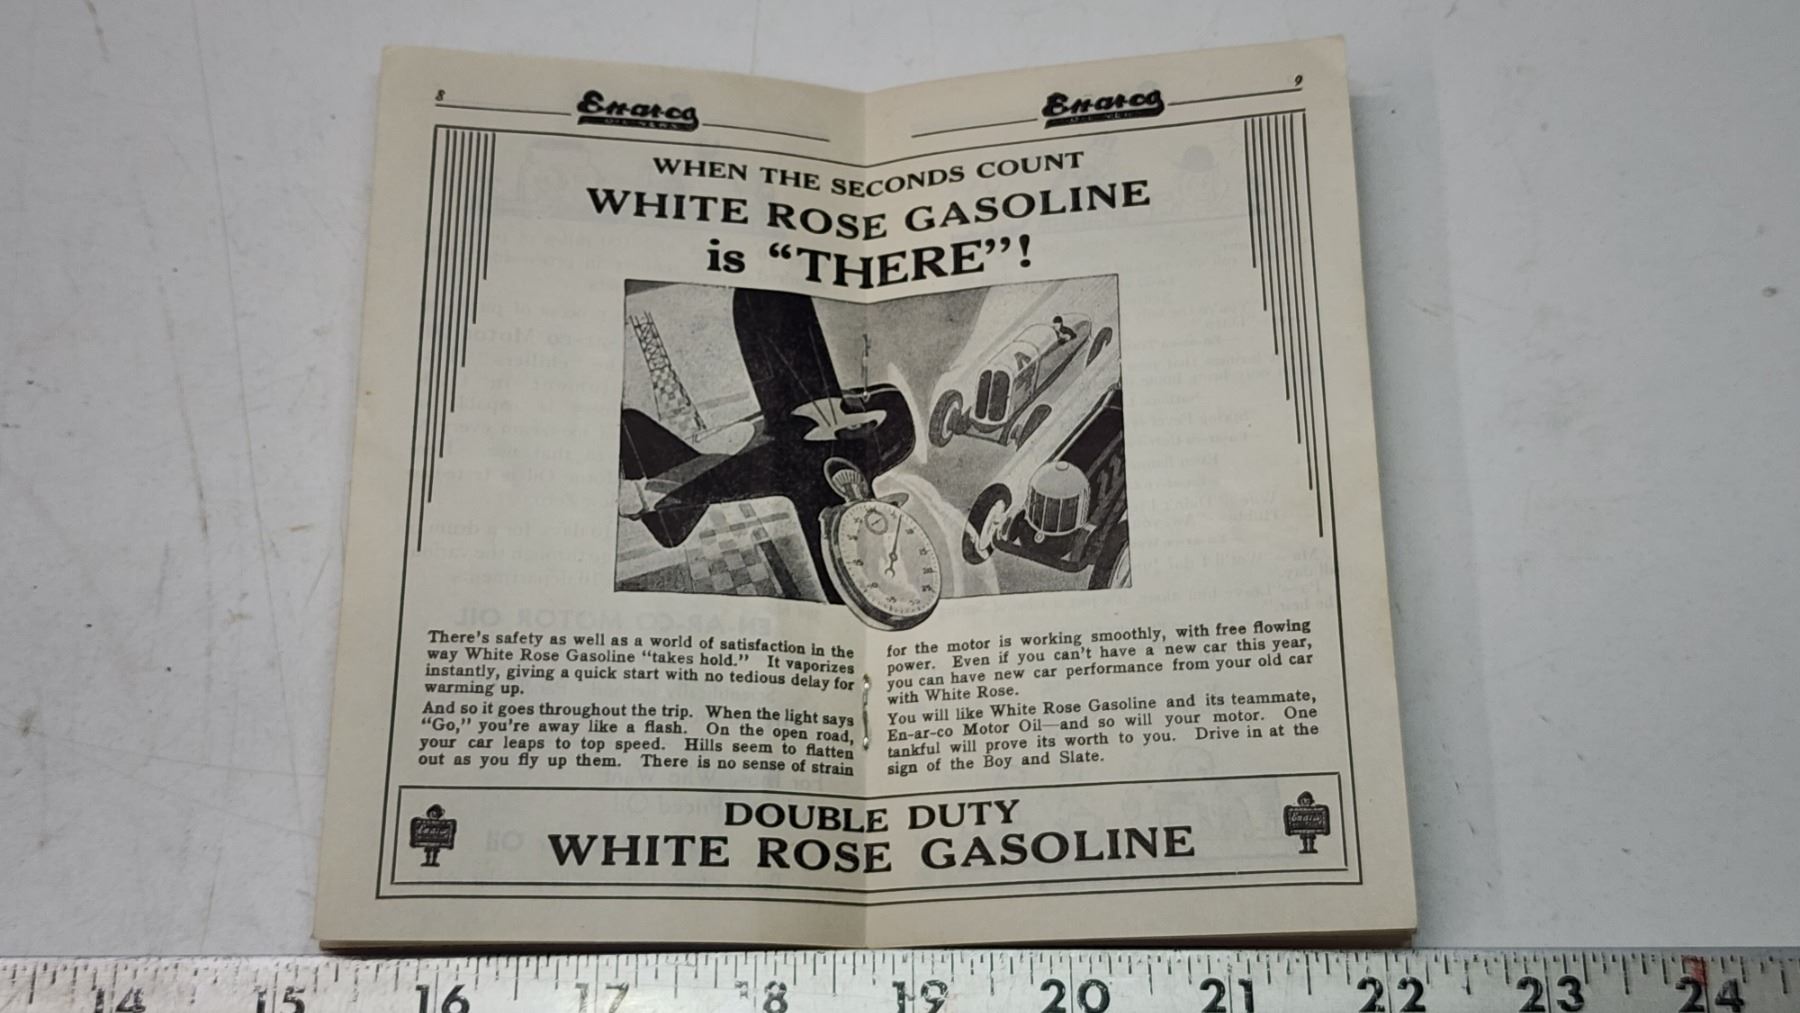 8
En-ar-co
OIL NEWS
En-ar-co
9
WHEN THE SECONDS COUNT
WHITE ROSE GASOLINE
is “THERE”!
There's safety as well as a world of satisfaction in the
way White Rose Gasoline “takes hold.” It vaporizes
instantly, giving a quick start with no tedious delay for
warming up.
And so it goes throughout the trip. When the light says
“Go,” you're away like a flash. On the open road,
your car leaps to top speed. Hills seem to flatten
out as you fly up them. There is no sense of strain
for the motor is working smoothly, with free flowing
power. Even if you can't have a new car this year,
you can have new car performance from your old car
with White Rose.
You will like White Rose Gasoline and its teammate,
En-ar-co Motor Oil—and so will your motor. One
tankful will prove its worth to you. Drive in at the
sign of the Boy and Slate.
DOUBLE DUTY
WHITE ROSE GASOLINE
14 15 16 17 18 19 20 21 22 23 24